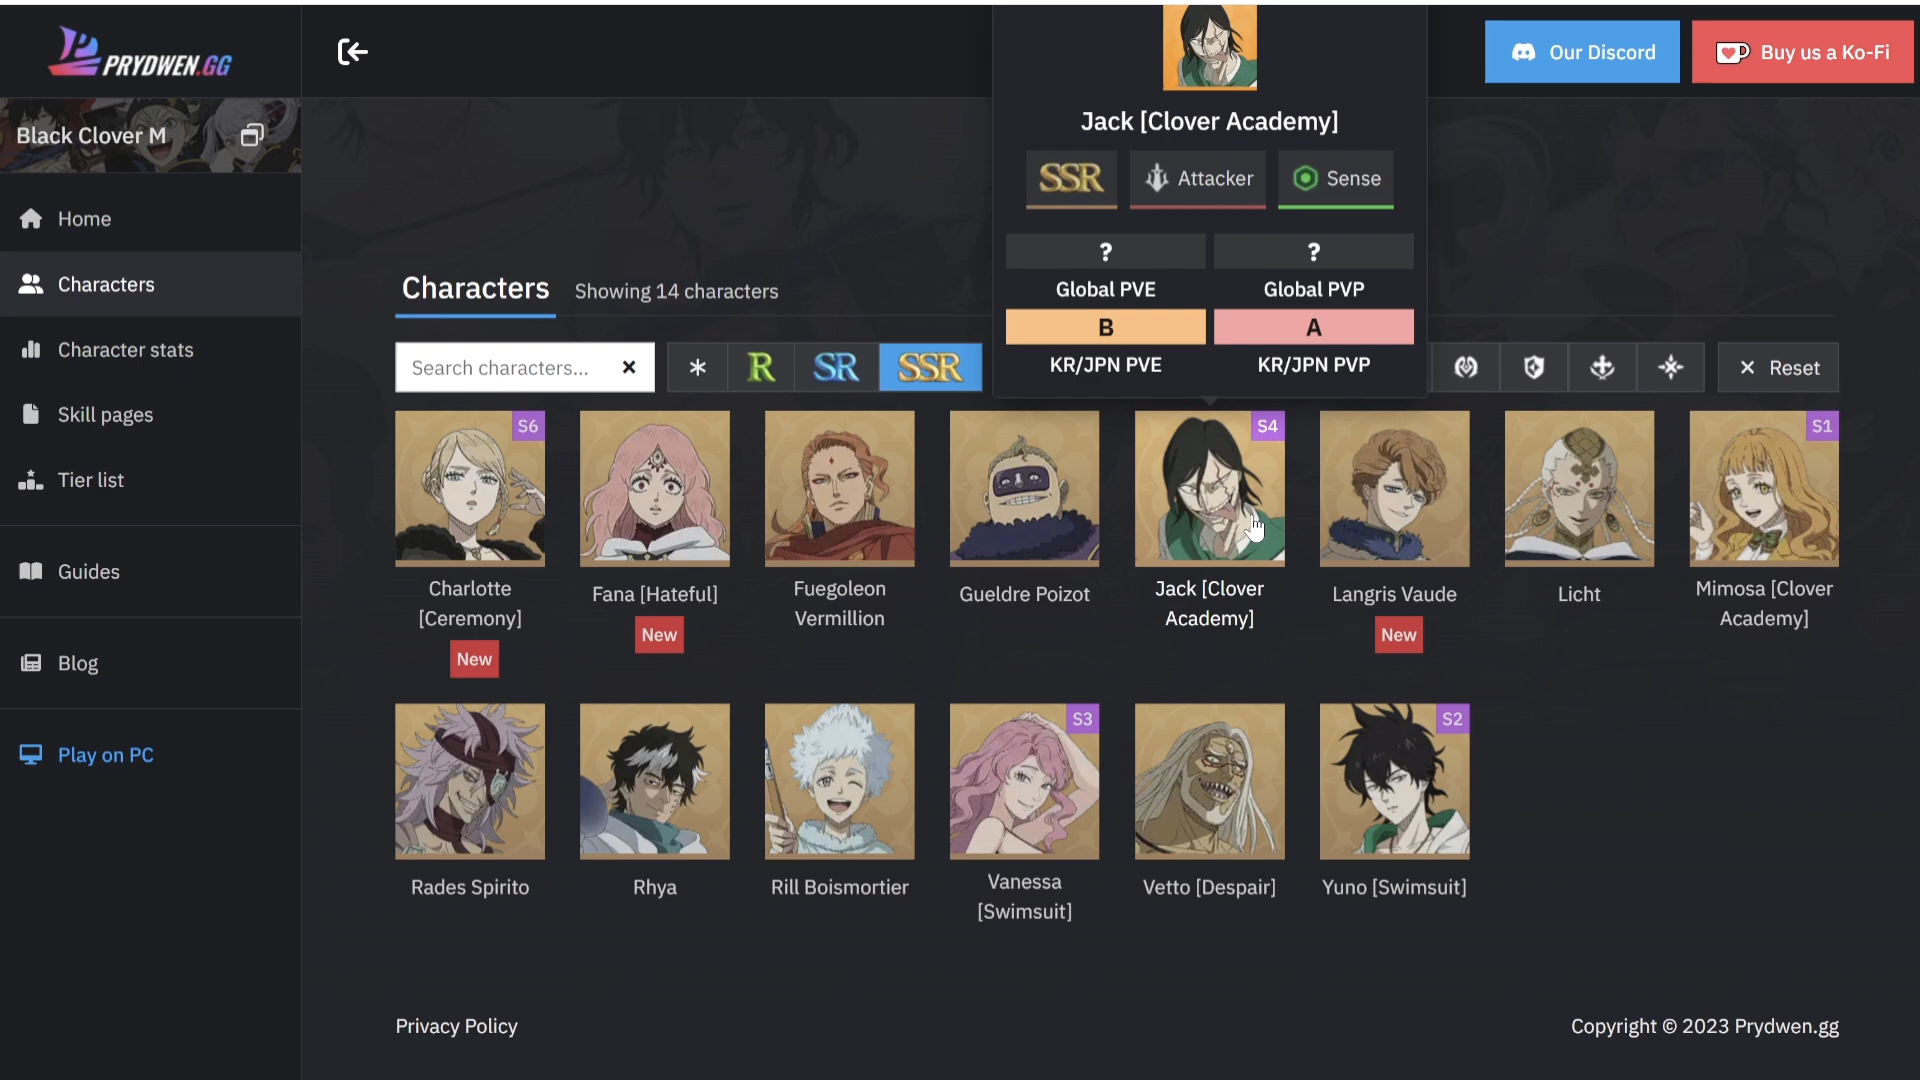 PRYDWEN.GG
Black Clover M
Home
Characters
Character stats
Skill pages
Tier list
Guides
Blog
Play on PC
Our Discord
Buy us a Ko-Fi
Jack [Clover Academy]
SSR
Attacker
Sense
?
?
Global PVE
Global PVP
B
A
KR/JPN PVE
KR/JPN PVP
Characters
Showing 14 characters
Search characters...
R
SR
SSR
Reset
S6
S4
S1
Charlotte
[Ceremony]
New
Fana [Hateful]
New
Fuegoleon
Vermillion
Gueldre Poizot
Jack [Clover
Academy]
Langris Vaude
New
Licht
Mimosa [Clover
Academy]
S3
S2
Rades Spirito
Rhya
Rill Boismortier
Vanessa
[Swimsuit]
Vetto [Despair]
Yuno [Swimsuit]
Privacy Policy
Copyright © 2023 Prydwen.gg